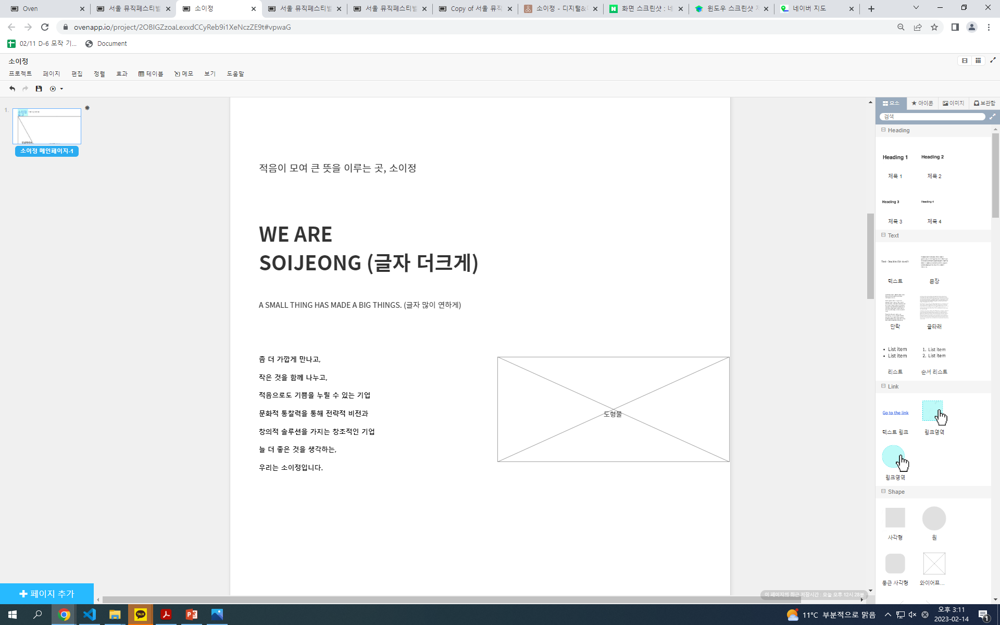 Oven
서울 뮤직페스티벌
소이정
서울 뮤직페스티벌
서울 뮤직페스티벌
Copy of 서울 뮤직
소이정 - 디지털&
화면 스크린샷 : 네
윈도우 스크린샷
네이버 지도
ovenapp.io/project/2OBIGZzoaLexxdCCyReb9i1XeNczZE9t#vpwaG
02/11 D-6 모작 기...
Document
소이정
프로젝트 페이지 편집 정렬 효과 테이블 메모 보기 도움말
1.
소이정 메인페이지-1
적음이 모여 큰 뜻을 이루는 곳, 소이정
WE ARE
SOIJEONG (글자 더크게)
A SMALL THING HAS MADE A BIG THINGS. (글자 많이 연하게)
좀 더 가깝게 만나고,
작은 것을 함께 나누고,
적음으로도 기쁨을 누릴 수 있는 기업
문화적 통찰력을 통해 전략적 비전과
창의적 솔루션을 가지는 창조적인 기업
늘 더 좋은 것을 생각하는,
우리는 소이정입니다.
도형물
요소 아이콘 이미지 보관함
검색
Heading
Heading 1 Heading 2
제목 1 제목 2
Heading 3 Heading 4
제목 3 제목 4
Text
Text - Double click to edit
텍스트 문장
단락 글타래
• List item 1. List item
• List item 2. List item
리스트 순서 리스트
Link
Go to the link
텍스트 링크 링크영역
링크영역
Shape
사각형 원
둥근 사각형 와이어프...
페이지 추가
이 페이지의 최근 저장시간 : 오늘 오후 12시 28분
TALK
11°C 부분적으로 맑음
오후 3:11
2023-02-14
1